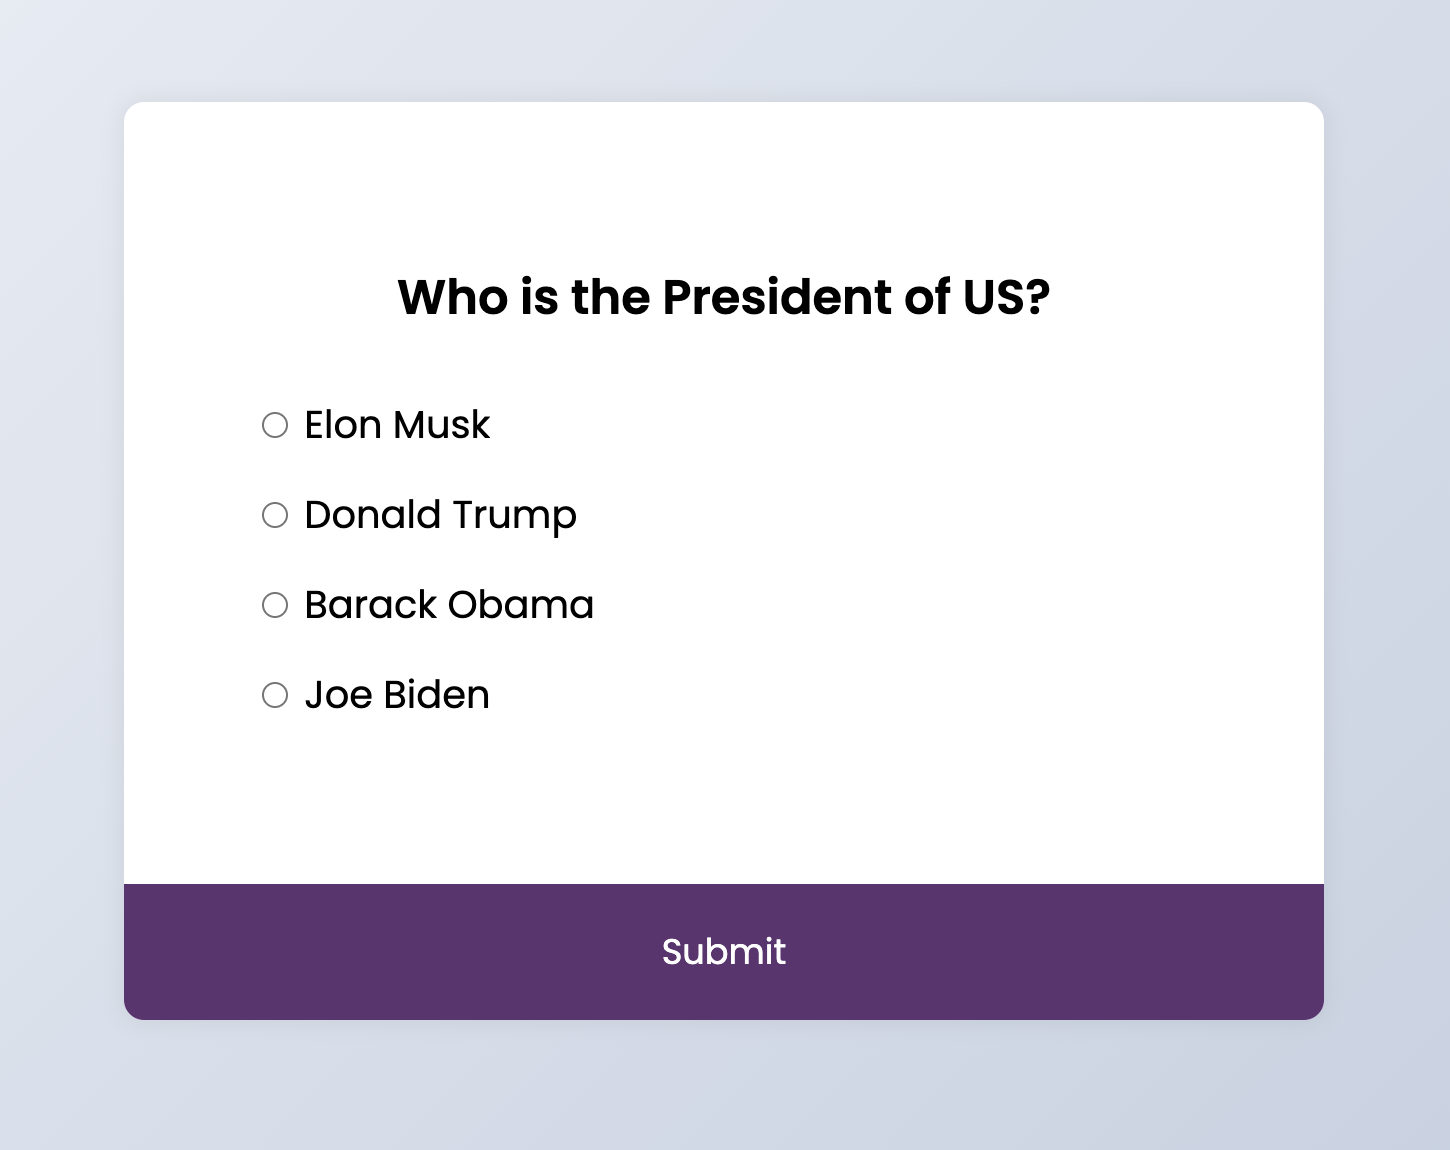 Who is the President of US?
Elon Musk
Donald Trump
Barack Obama
Joe Biden
Submit